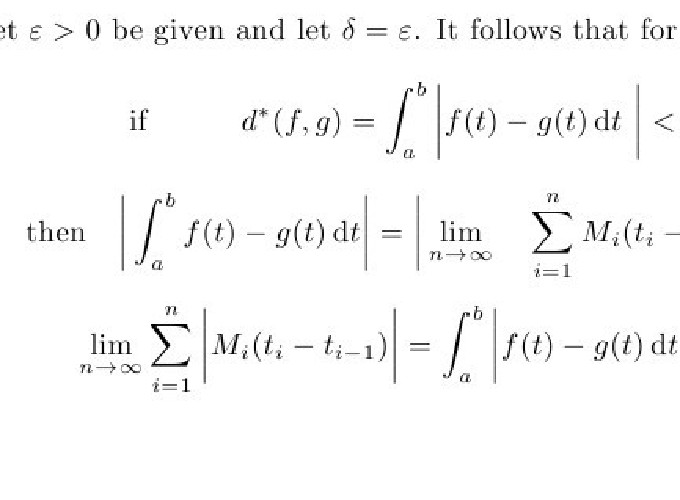 et ε > 0 be given and let δ = ε. It follows that for
if d*(f, g) = ∫_a^b |f(t) − g(t) dt| <
then |∫_a^b f(t) − g(t) dt| = |lim_{n→∞} ∑_{i=1}^n M_i(t_i −
lim_{n→∞} ∑_{i=1}^n |M_i(t_i − t_{i−1})| = ∫_a^b |f(t) − g(t) dt